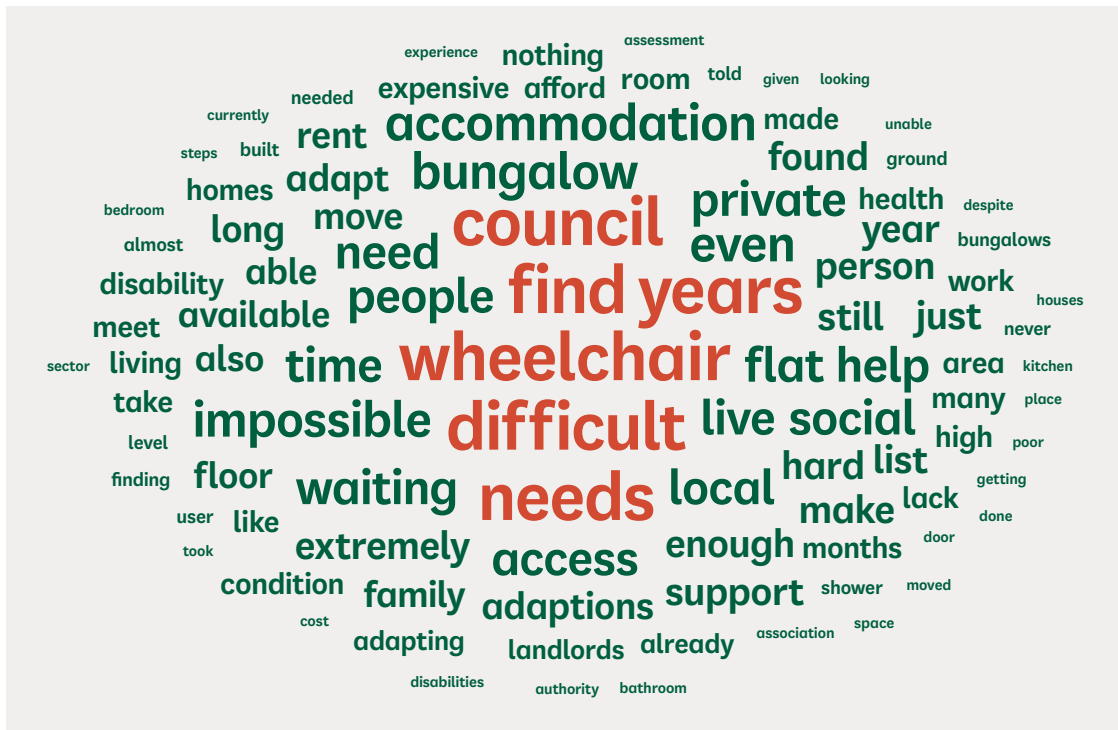 assessment
experience nothing
expensive afford room told given looking
needed
currently rent accommodation made unable
steps built bungalow found ground
homes adapt private health despite
bedroom long move council year bungalows
almost need even
disability able people find years person work
available still just houses
meet never
sector living also time wheelchair flat help area kitchen
take impossible difficult live social many place
level high poor
finding floor waiting needs local hard list getting
user like make lack done
took extremely access enough months door
condition family adaptions support shower moved
cost adapting landlords already association space
disabilities authority bathroom